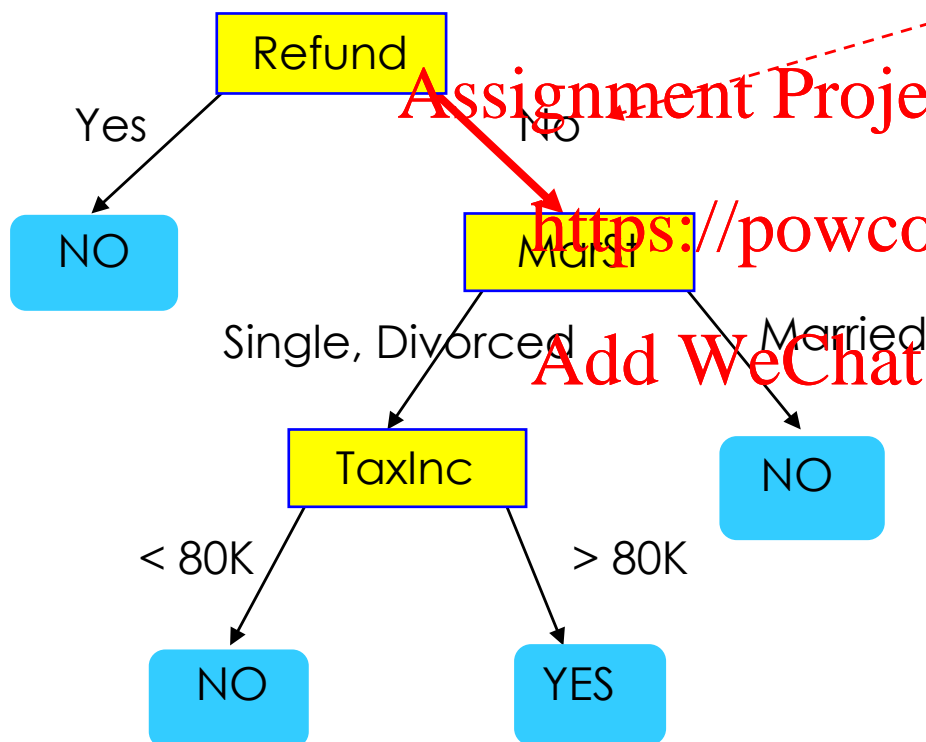 Refund
Assignment Proje
Yes
No
NO
MarSt
https://powco
Single, Divorced
Married
Add WeChat
TaxInc
NO
< 80K
> 80K
NO
YES